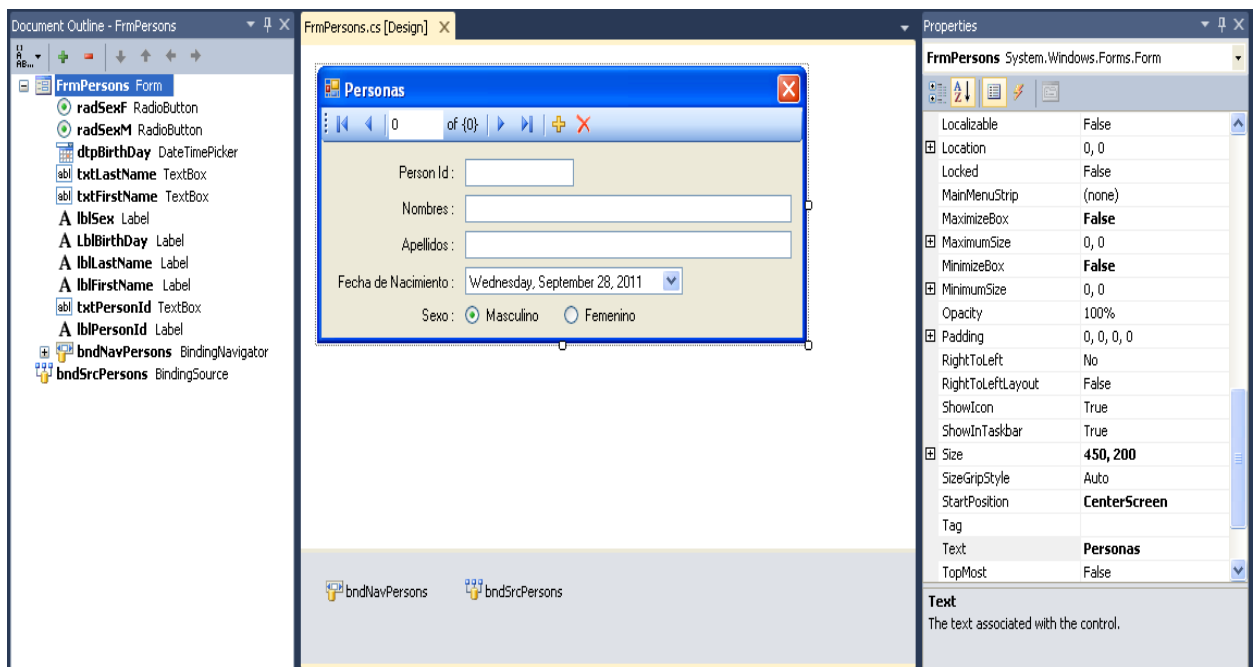 Document Outline - FrmPersons
FrmPersons Form
radSexF RadioButton
radSexM RadioButton
dtpBirthDay DateTimePicker
abl txtLastName TextBox
abl txtFirstName TextBox
A lblSex Label
A LblBirthDay Label
A lblLastName Label
A lblFirstName Label
abl txtPersonId TextBox
A lblPersonId Label
bndNavPersons BindingNavigator
bndSrcPersons BindingSource
FrmPersons.cs [Design] X
Personas
0 of {0}
Person Id :
Nombres :
Apellidos :
Fecha de Nacimiento : Wednesday, September 28, 2011
Sexo : Masculino Femenino
bndNavPersons bndSrcPersons
Properties
FrmPersons System.Windows.Forms.Form
Localizable False
Location 0, 0
Locked False
MainMenuStrip (none)
MaximizeBox False
MaximumSize 0, 0
MinimizeBox False
MinimumSize 0, 0
Opacity 100%
Padding 0, 0, 0, 0
RightToLeft No
RightToLeftLayout False
ShowIcon True
ShowInTaskbar True
Size 450, 200
SizeGripStyle Auto
StartPosition CenterScreen
Tag
Text Personas
TopMost False
Text
The text associated with the control.